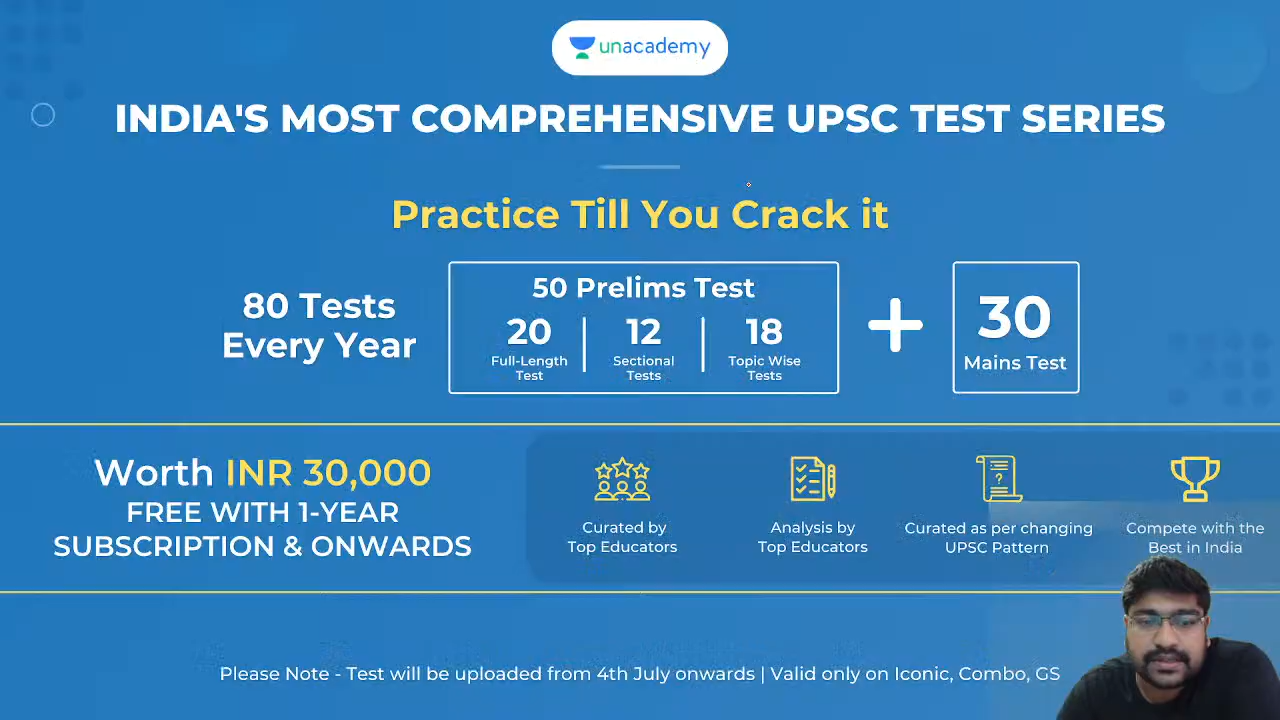 unacademy
INDIA'S MOST COMPREHENSIVE UPSC TEST SERIES
Practice Till You Crack it
80 Tests
Every Year
50 Prelims Test
20
Full-Length
Test
12
Sectional
Tests
18
Topic Wise
Tests
+
30
Mains Test
Worth INR 30,000
FREE WITH 1-YEAR
SUBSCRIPTION & ONWARDS
Curated by
Top Educators
Analysis by
Top Educators
?
Curated as per changing
UPSC Pattern
Compete with the
Best in India
Please Note - Test will be uploaded from 4th July onwards | Valid only on Iconic, Combo, GS